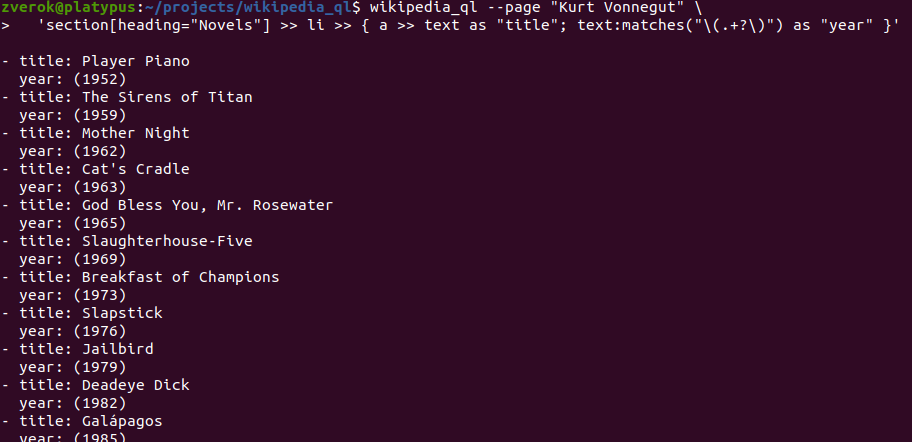 zverok@platypus:~/projects/wikipedia_ql$ wikipedia_ql --page "Kurt Vonnegut" \
>   'section[heading="Novels"] >> li >> { a >> text as "title"; text:matches("\(.+?\)") as "year" }'
- title: Player Piano
  year: (1952)
- title: The Sirens of Titan
  year: (1959)
- title: Mother Night
  year: (1962)
- title: Cat's Cradle
  year: (1963)
- title: God Bless You, Mr. Rosewater
  year: (1965)
- title: Slaughterhouse-Five
  year: (1969)
- title: Breakfast of Champions
  year: (1973)
- title: Slapstick
  year: (1976)
- title: Jailbird
  year: (1979)
- title: Deadeye Dick
  year: (1982)
- title: Galápagos
  year: (1985)